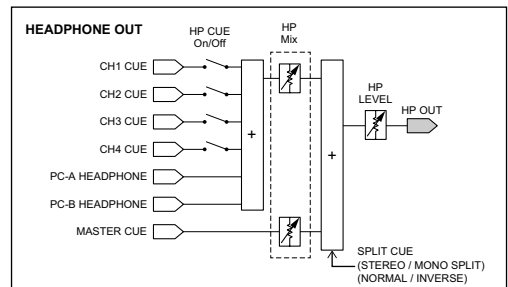 HEADPHONE OUT
HP CUE
On/Off
HP
Mix
CH1 CUE
CH2 CUE
CH3 CUE
CH4 CUE
PC-A HEADPHONE
PC-B HEADPHONE
MASTER CUE
+
+
HP
LEVEL
HP OUT
SPLIT CUE
(STEREO / MONO SPLIT)
(NORMAL / INVERSE)